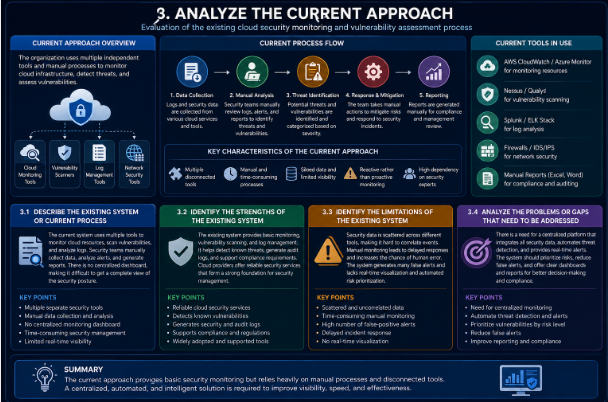 3. ANALYZE THE CURRENT APPROACH
Evaluation of the existing cloud security monitoring and vulnerability assessment process
CURRENT APPROACH OVERVIEW
The organization uses multiple independent
tools and manual processes to monitor
cloud infrastructure, detect threats, and
assess vulnerabilities.
Cloud
Monitoring
Tools
Vulnerability
Scanners
Log
Management
Tools
Network
Security
Tools
CURRENT PROCESS FLOW
1. Data Collection
Logs and security data
are collected from
various cloud services
and tools.
2. Manual Analysis
Security teams manually
review logs, alerts, and
reports to identify
threats and
vulnerabilities.
3. Threat Identification
Potential threats and
vulnerabilities are
identified and
categorized based on
severity.
4. Response & Mitigation
The team takes manual
actions to mitigate risks
and respond to security
incidents.
5. Reporting
Reports are generated
manually for compliance
and management
review.
KEY CHARACTERISTICS OF THE CURRENT APPROACH
Multiple
disconnected
tools
Manual and
time-consuming
processes
Siloed data
and limited
visibility
Reactive rather
than proactive
monitoring
High dependency
on security
experts
CURRENT TOOLS IN USE
AWS CloudWatch / Azure Monitor
for monitoring resources
Nessus / Qualys
for vulnerability scanning
Splunk / ELK Stack
for log analysis
Firewalls / IDS/IPS
for network security
Manual Reports (Excel, Word)
for compliance and auditing
3.1 DESCRIBE THE EXISTING SYSTEM
OR CURRENT PROCESS
The current system uses multiple tools to
monitor cloud resources, scan vulnerabilities,
and analyze logs. Security teams manually
collect data, analyze alerts, and generate
reports. There is no centralized dashboard,
making it difficult to get a complete view of
the security posture.
KEY POINTS
• Multiple separate security tools
• Manual data collection and analysis
• No centralized monitoring dashboard
• Time-consuming security management
• Limited real-time visibility
3.2 IDENTIFY THE STRENGTHS OF
THE EXISTING SYSTEM
The existing system provides basic monitoring,
vulnerability scanning, and log management.
It helps detect known threats, generate audit
logs, and support compliance requirements.
Cloud providers offer reliable security services
that form a strong foundation for security
management.
KEY POINTS
• Reliable cloud security services
• Detects known vulnerabilities
• Generates security and audit logs
• Supports compliance and regulations
• Widely adopted and supported tools
3.3 IDENTIFY THE LIMITATIONS OF
THE EXISTING SYSTEM
Security data is scattered across different
tools, making it hard to correlate events.
Manual monitoring leads to delayed responses
and increases the chance of human error.
The system generates many false alerts and
lacks real-time visualization and automated
risk prioritization.
KEY POINTS
• Scattered and uncorrelated data
• Time-consuming manual monitoring
• High number of false-positive alerts
• Delayed incident response
• No real-time visualization
3.4 ANALYZE THE PROBLEMS OR GAPS
THAT NEED TO BE ADDRESSED
There is a need for a centralized platform that
integrates all security data, automates threat
detection, and provides real-time alerts.
The system should prioritize risks, reduce
false alerts, and offer clear dashboards
and reports for better decision-making
and compliance.
KEY POINTS
• Need for centralized monitoring
• Automate threat detection and alerts
• Prioritize vulnerabilities by risk level
• Reduce false alerts
• Improve reporting and compliance
SUMMARY
The current approach provides basic security monitoring but relies heavily on manual processes and disconnected tools.
A centralized, automated, and intelligent solution is required to improve visibility, speed, and effectiveness.